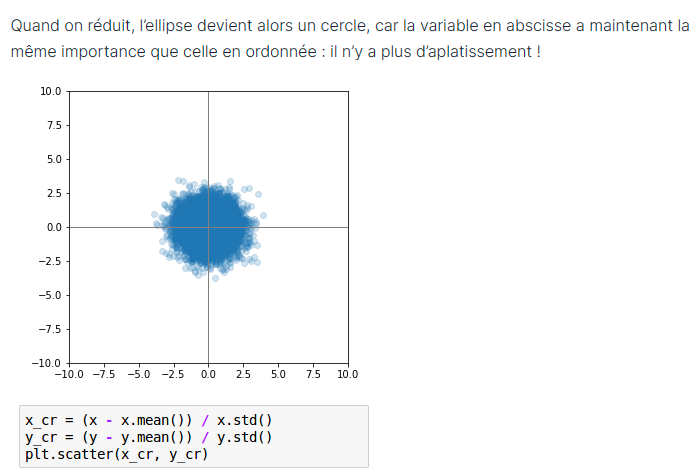 Quand on réduit, l’ellipse devient alors un cercle, car la variable en abscisse a maintenant la
même importance que celle en ordonnée : il n’y a plus d’aplatissement !
10.0
7.5
5.0
2.5
0.0
−2.5
−5.0
−7.5
−10.0
−10.0 −7.5 −5.0 −2.5 0.0 2.5 5.0 7.5 10.0
x_cr = (x - x.mean()) / x.std()
y_cr = (y - y.mean()) / y.std()
plt.scatter(x_cr, y_cr)